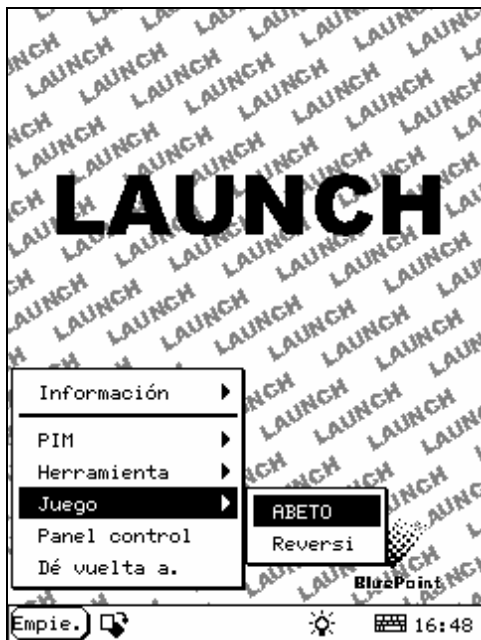 LAUNCH
Información
PIM
Herramienta
Juego
Panel control
Dé vuelta a.
ABETO
Reversi
BluePoint
Empie.
16:48